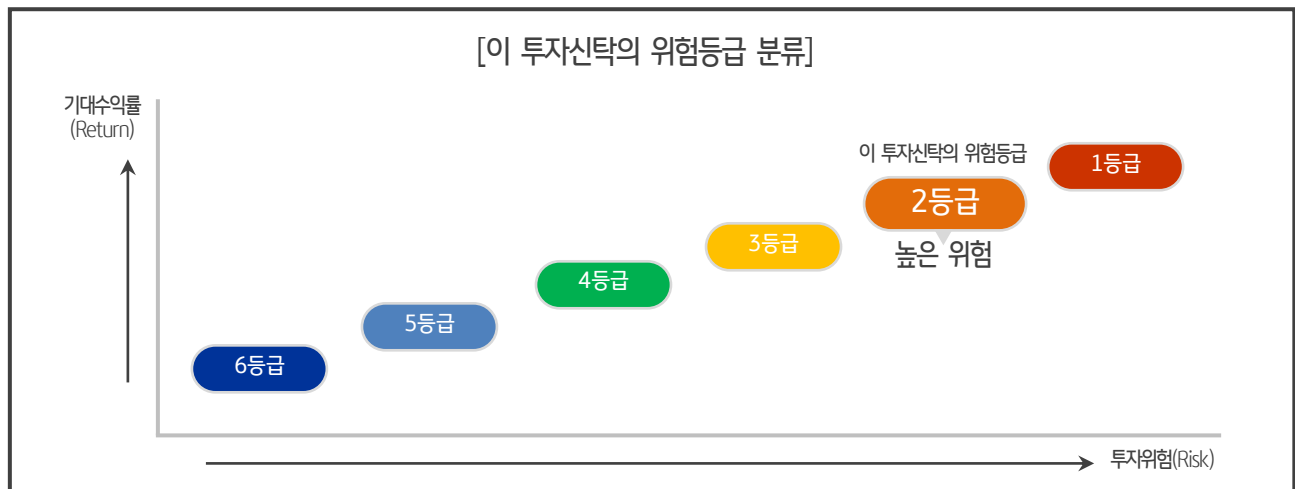 [이 투자신탁의 위험등급 분류]
기대수익률
(Return)
이 투자신탁의 위험등급
1등급
2등급
높은 위험
3등급
4등급
5등급
6등급
투자위험(Risk)